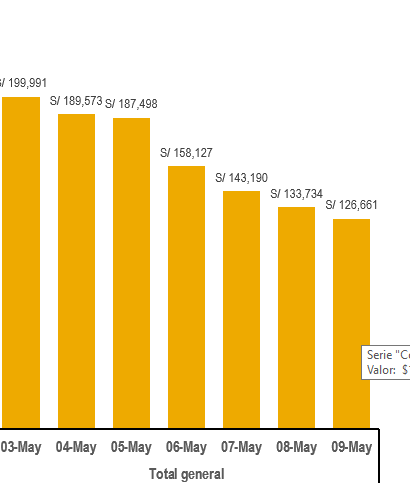 S/ 199,991
S/ 189,573
S/ 187,498
S/ 158,127
S/ 143,190
S/ 133,734
S/ 126,661
Serie "C
Valor: $
03-May 04-May 05-May 06-May 07-May 08-May 09-May
Total general